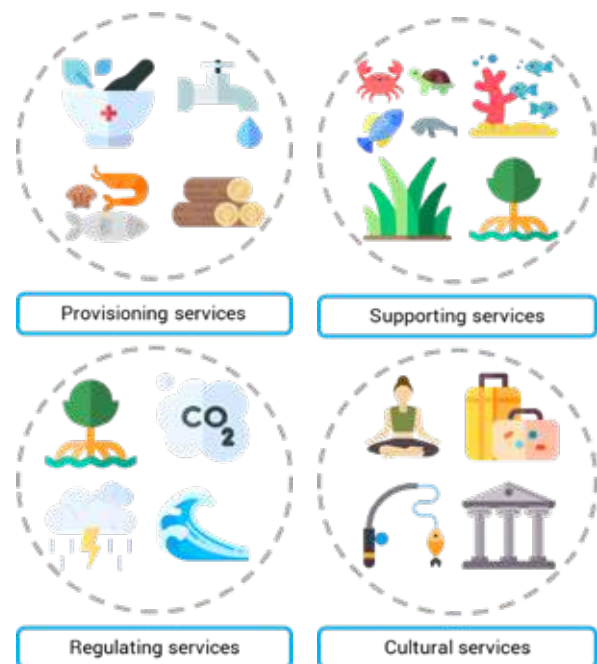 Provisioning services
Supporting services
CO2
Regulating services
Cultural services